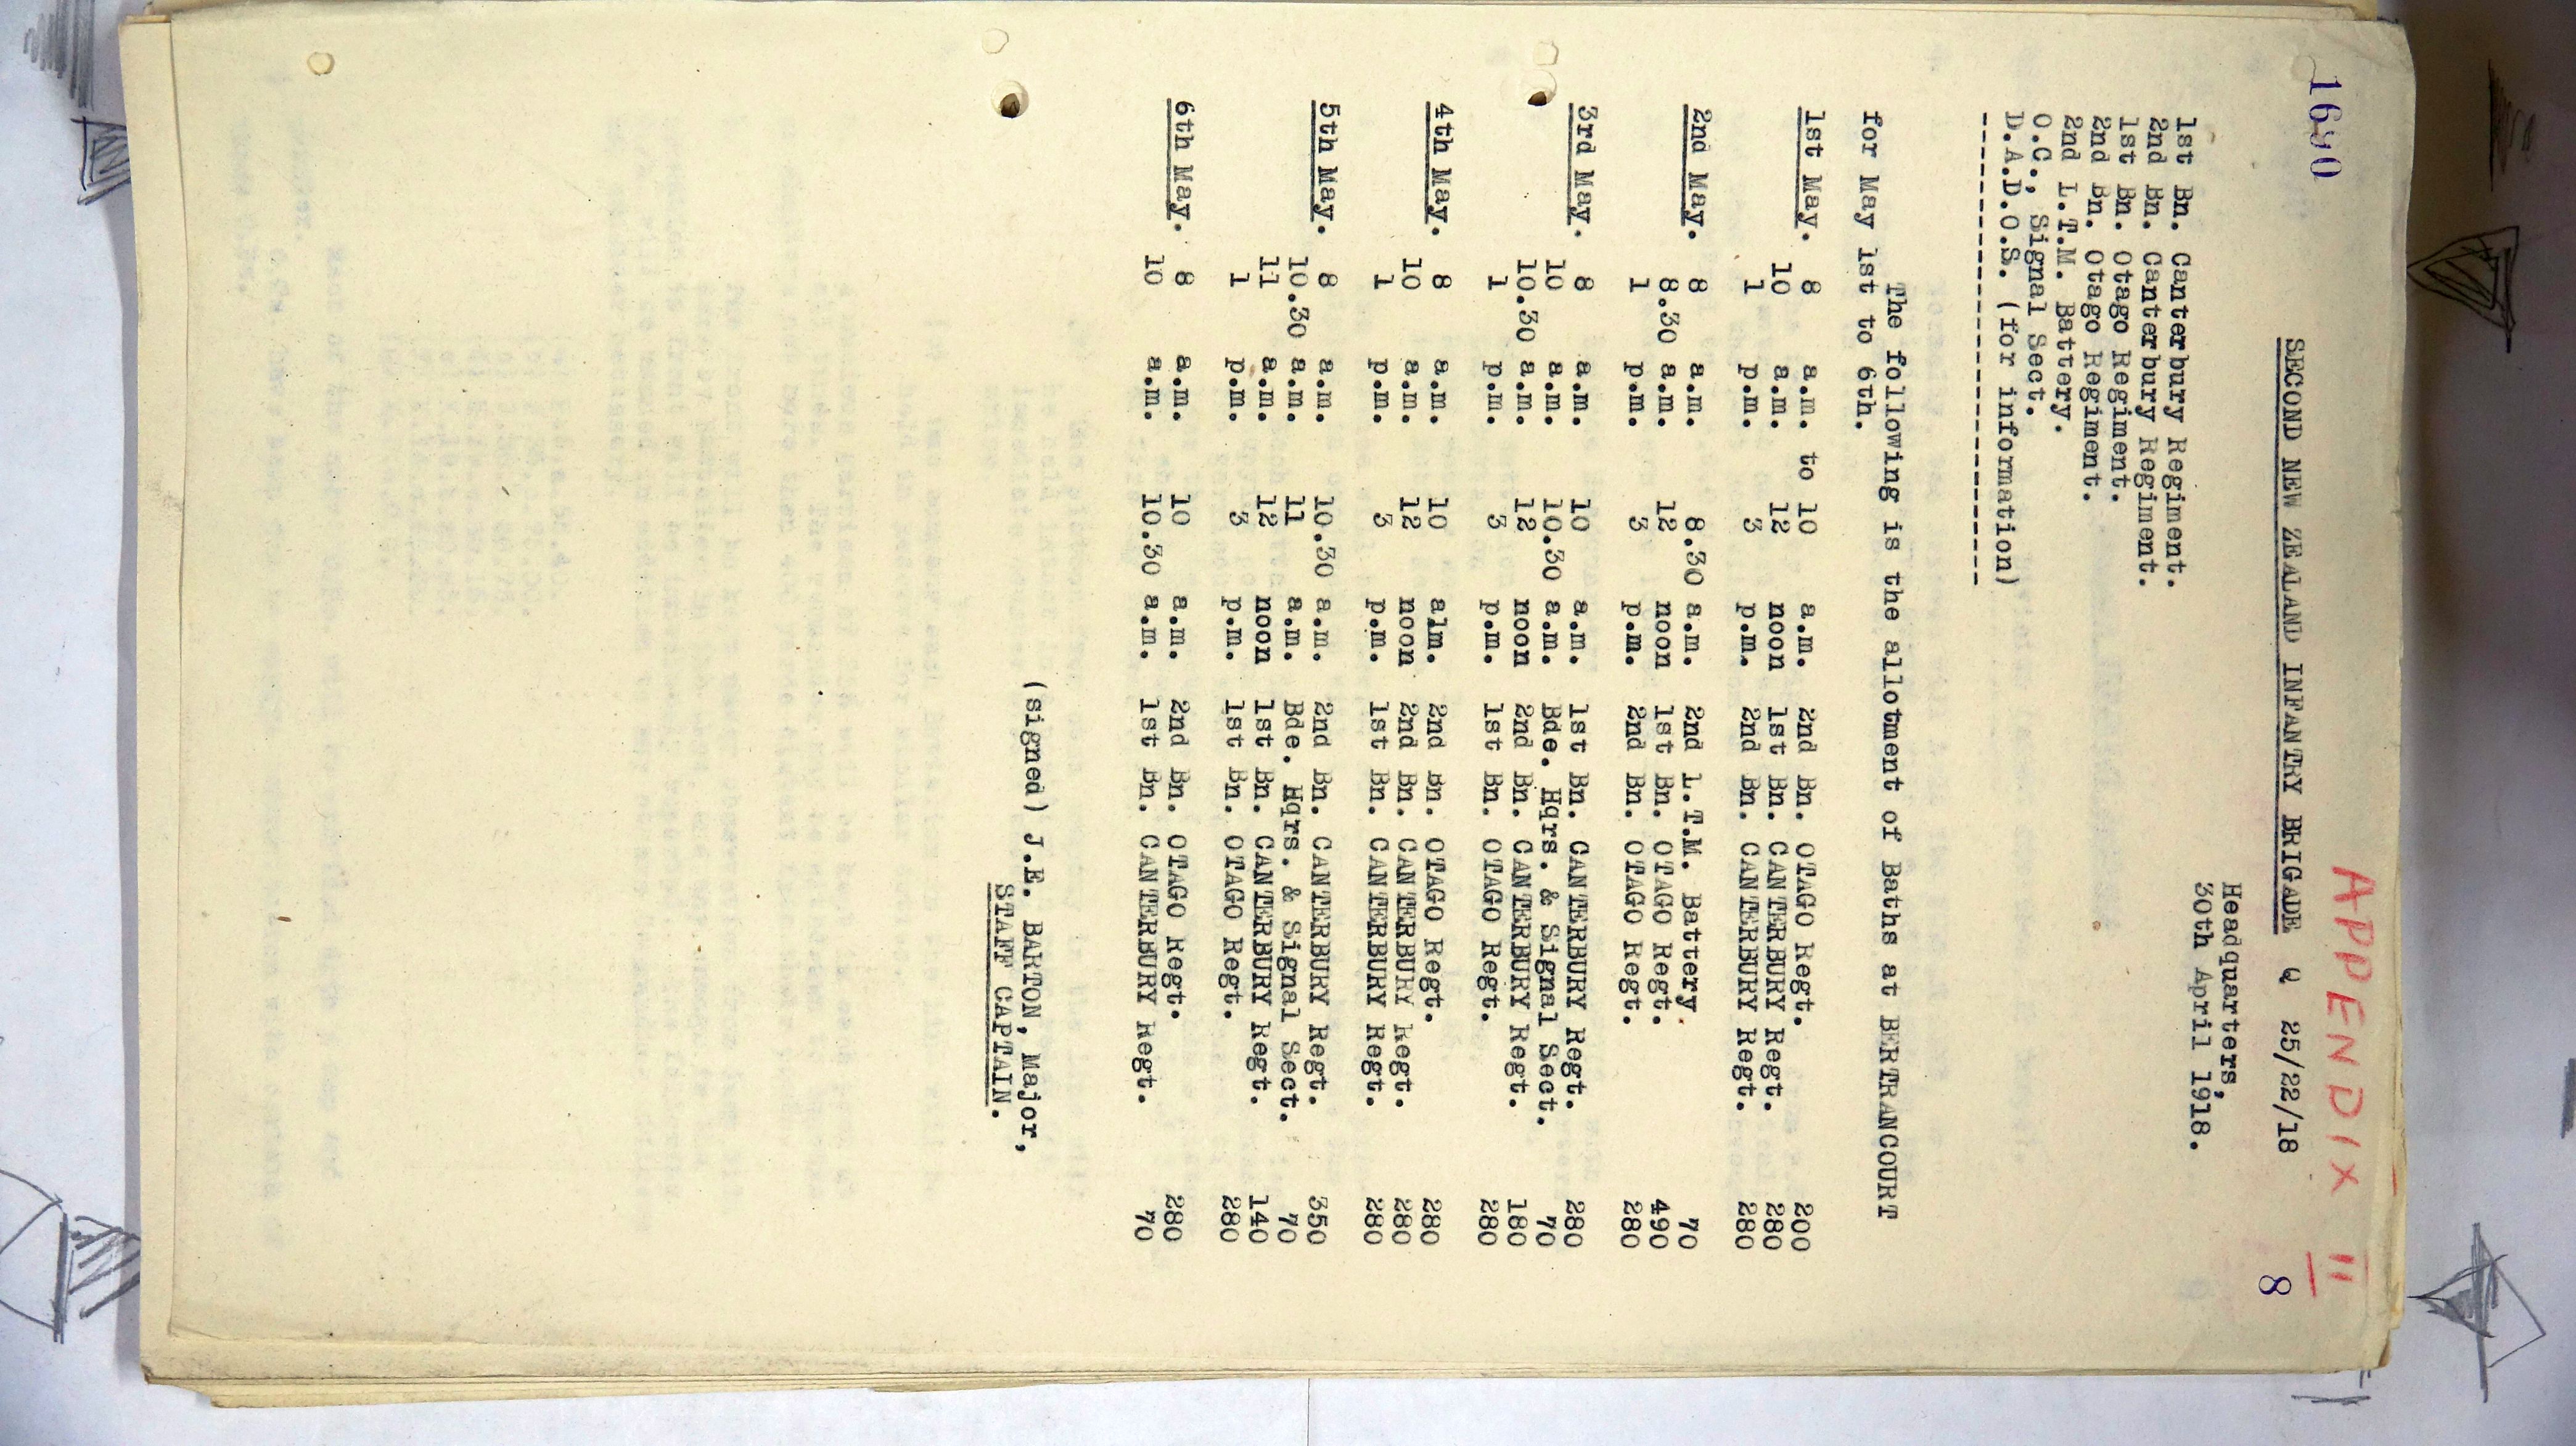 1690
APPENDIX II
SECOND NEW ZEALAND INFANTRY BRIGADE Q 25/22/18
8
Headquarters,
30th April 1918.
1st Bn. Canterbury Regiment.
2nd Bn. Canterbury Regiment.
1st Bn. Otago Regiment.
2nd Bn. Otago Regiment.
2nd L.T.M. Battery.
O.C., Signal Sect.
D.A.D.O.S. (for information)
-----------------------------------
The following is the allotment of Baths at BERTRANCOURT
for May 1st to 6th.
1st May. 8 a.m. to 10 a.m. 2nd Bn. OTAGO Regt. 200
10 a.m. 12 noon 1st Bn. CANTERBURY Regt. 280
1 p.m. 3 p.m. 2nd Bn. CANTERBURY Regt. 280
2nd May. 8 a.m. 8.30 a.m. 2nd L.T.M. Battery. 70
8.30 a.m. 12 noon 1st Bn. OTAGO Regt. 490
1 p.m. 3 p.m. 2nd Bn. OTAGO Regt. 280
3rd May. 8 a.m. 10 a.m. 1st Bn. CANTERBURY Regt. 280
10 a.m. 10.30 a.m. Bde. Hqrs. & Signal Sect. 70
10.30 a.m. 12 noon 2nd Bn. CANTERBURY Regt. 180
1 p.m. 3 p.m. 1st Bn. OTAGO Regt. 280
4th May. 8 a.m. 10 alm. 2nd Bn. OTAGO Regt. 280
10 a.m. 12 noon 2nd Bn. CANTERBURY Regt. 280
1 p.m. 3 p.m. 1st Bn. CANTERBURY Regt. 280
5th May. 8 a.m. 10.30 a.m. 2nd Bn. CANTERBURY Regt. 350
10.30 a.m. 11 a.m. Bde. Hqrs. & Signal Sect. 70
11 a.m. 12 noon 1st Bn. CANTERBURY Regt. 140
1 p.m. 3 p.m. 1st Bn. OTAGO Regt. 280
6th May. 8 a.m. 10 a.m. 2nd Bn. OTAGO Regt. 280
10 a.m. 10.30 a.m. 1st Bn. CANTERBURY Regt. 70
(signed) J.E. BARTON, Major,
STAFF CAPTAIN.